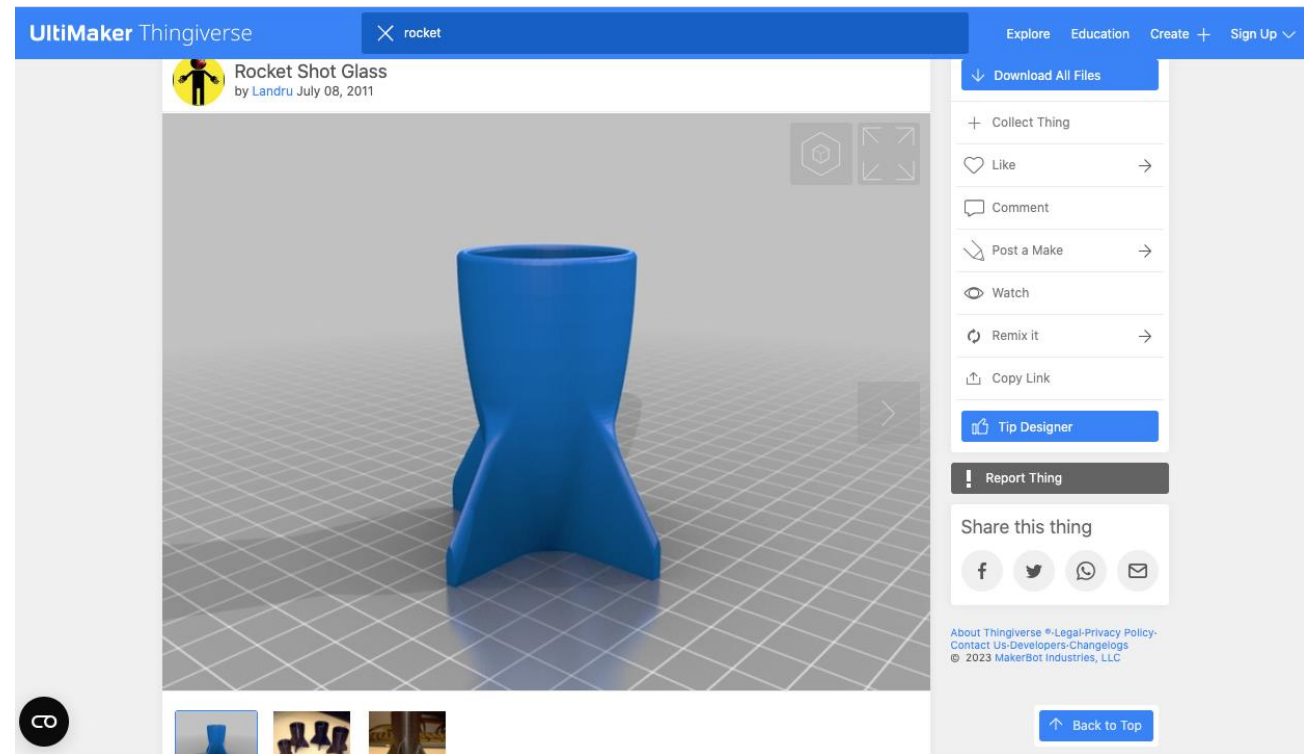 UltiMaker Thingiverse
rocket
Explore Education Create + Sign Up
Rocket Shot Glass
by Landru July 08, 2011
Download All Files
Collect Thing
Like
Comment
Post a Make
Watch
Remix it
Copy Link
Tip Designer
Report Thing
Share this thing
About Thingiverse ®·Legal·Privacy Policy·
Contact Us·Developers·Changelogs
© 2023 MakerBot Industries, LLC
Back to Top